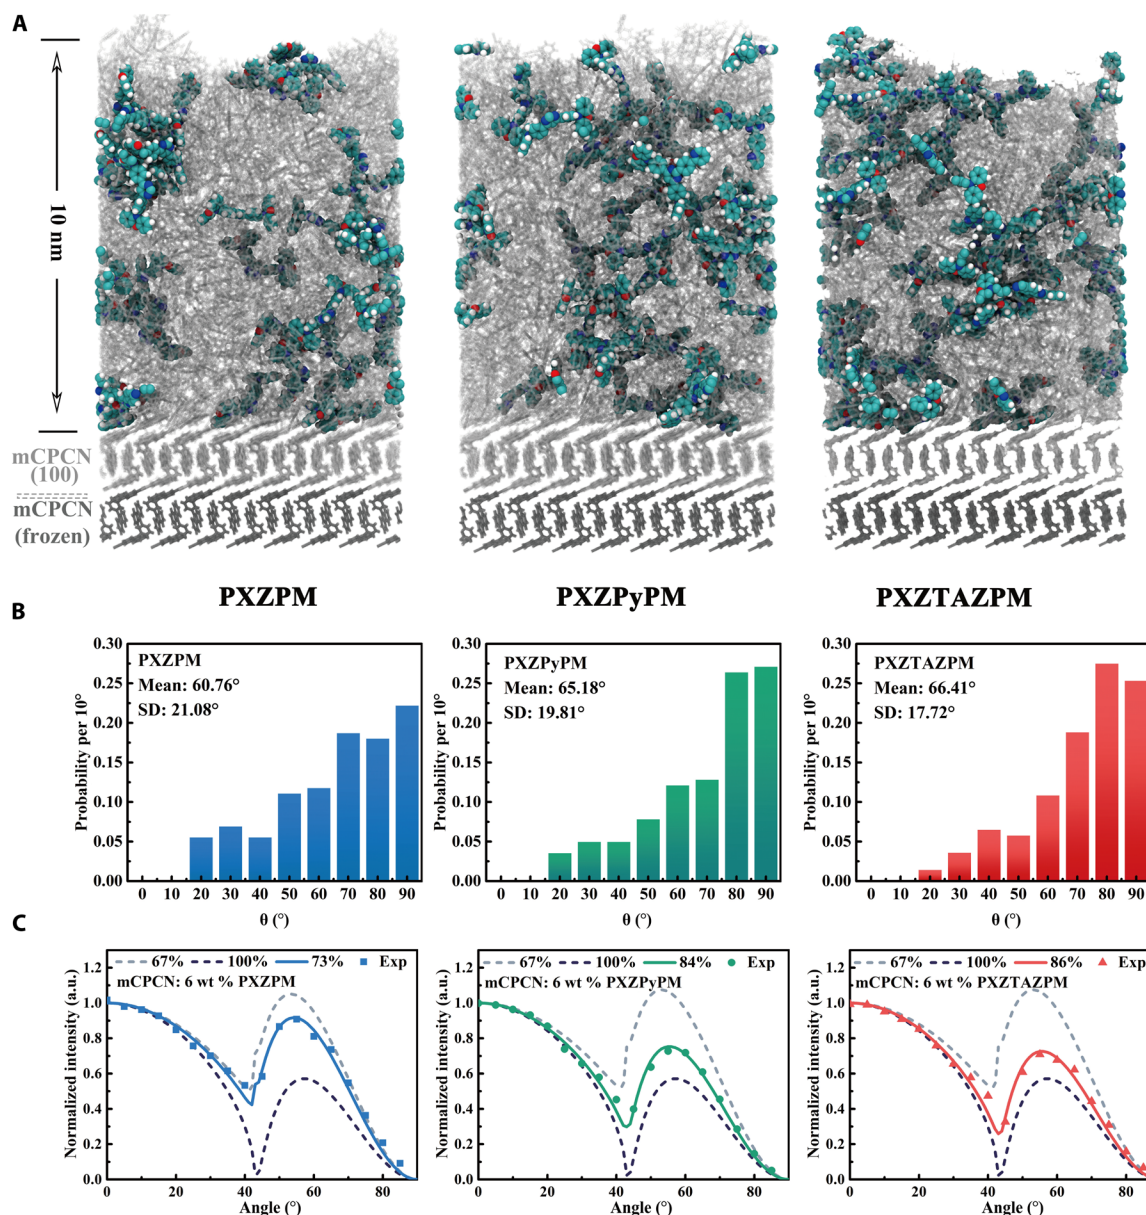 A
10 nm
mCPCN
(100)
mCPCN
(frozen)
PXZPM
PXZPyPM
PXZTAZPM
B
0.30
0.25
0.20
0.15
0.10
0.05
0.00
Probability per 10°
PXZPM
Mean: 60.76°
SD: 21.08°
0 10 20 30 40 50 60 70 80 90
θ (°)
0.30
0.25
0.20
0.15
0.10
0.05
0.00
Probability per 10°
PXZPyPM
Mean: 65.18°
SD: 19.81°
0 10 20 30 40 50 60 70 80 90
θ (°)
0.30
0.25
0.20
0.15
0.10
0.05
0.00
Probability per 10°
PXZTAZPM
Mean: 66.41°
SD: 17.72°
0 10 20 30 40 50 60 70 80 90
θ (°)
C
1.2
1.0
0.8
0.6
0.4
0.2
0.0
Normalized intensity (a.u.)
67% 100% 73% Exp
mCPCN: 6 wt % PXZPM
0 20 40 60 80
Angle (°)
1.2
1.0
0.8
0.6
0.4
0.2
0.0
Normalized intensity (a.u.)
67% 100% 84% Exp
mCPCN: 6 wt % PXZPyPM
0 20 40 60 80
Angle (°)
1.2
1.0
0.8
0.6
0.4
0.2
0.0
Normalized intensity (a.u.)
67% 100% 86% Exp
mCPCN: 6 wt % PXZTAZPM
0 20 40 60 80
Angle (°)